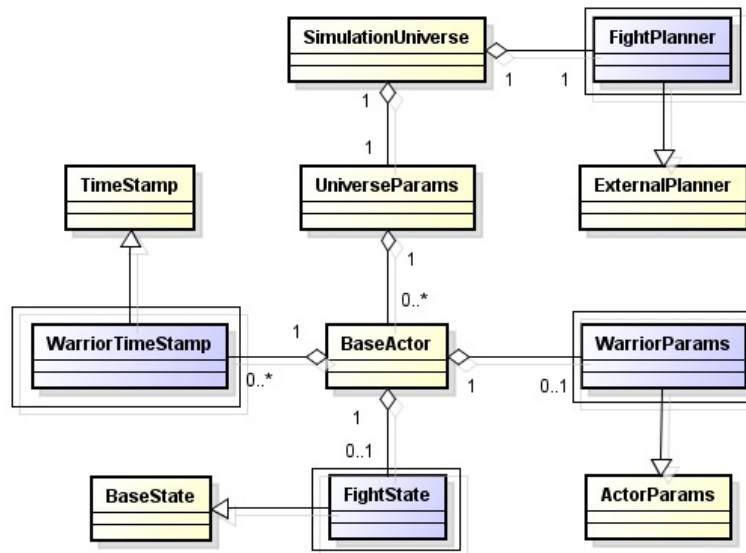 SimulationUniverse
FightPlanner
1
1
1
1
TimeStamp
UniverseParams
ExternalPlanner
1
0..*
WarriorTimeStamp
1
BaseActor
WarriorParams
0..*
1
0..1
1
0..1
BaseState
FightState
ActorParams